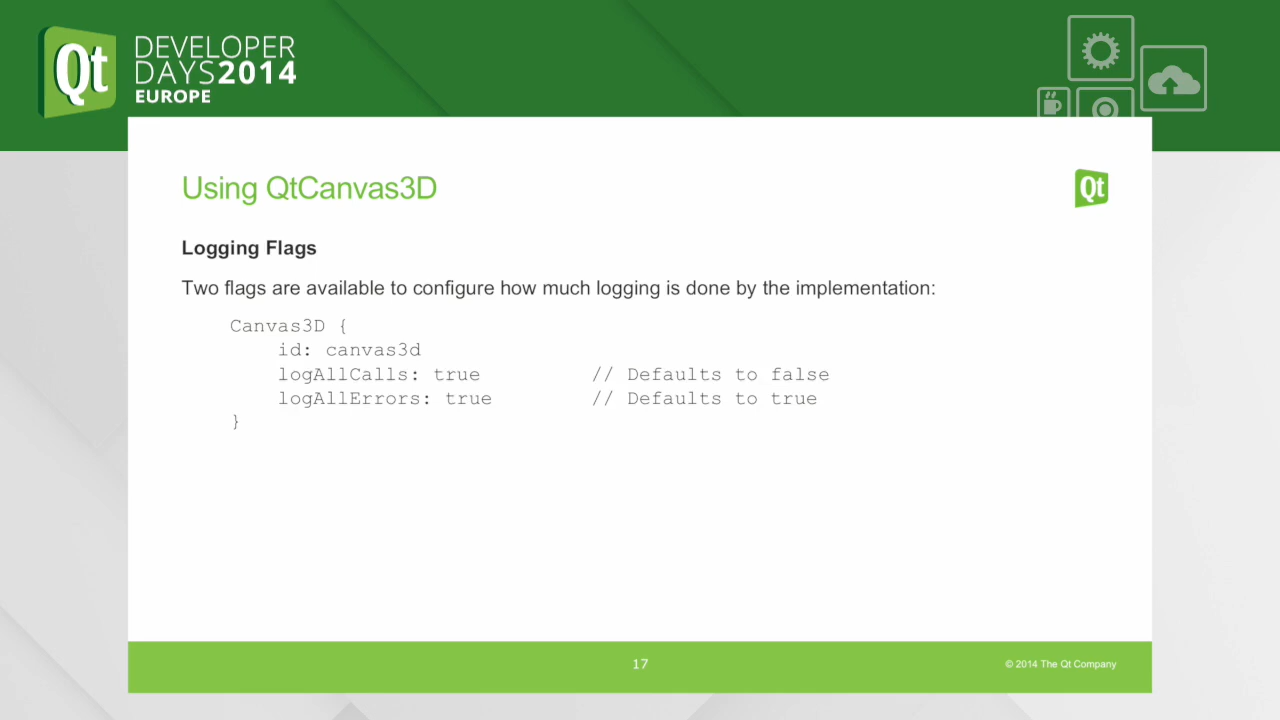 Qt DEVELOPER
DAYS2014
EUROPE
Using QtCanvas3D
Qt
Logging Flags
Two flags are available to configure how much logging is done by the implementation:
Canvas3D {
    id: canvas3d
    logAllCalls: true // Defaults to false
    logAllErrors: true // Defaults to true
}
17
© 2014 The Qt Company